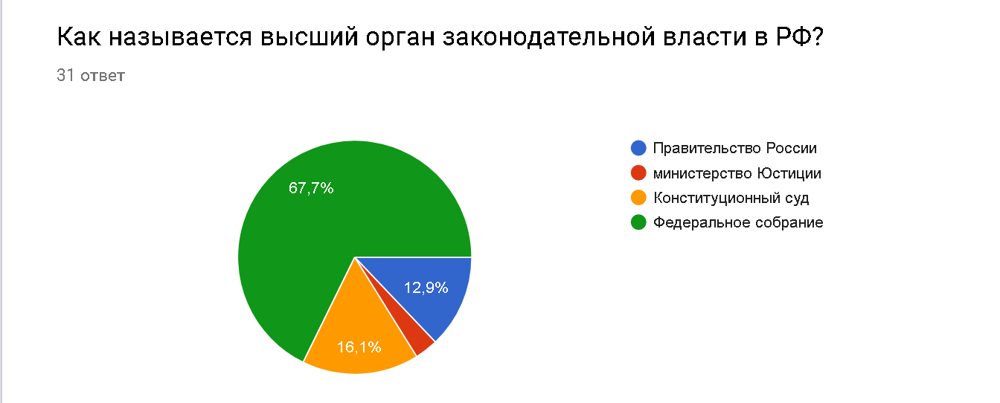 Как называется высший орган законодательной власти в РФ?
31 ответ
Правительство России
министерство Юстиции
Конституционный суд
Федеральное собрание
67,7%
12,9%
16,1%